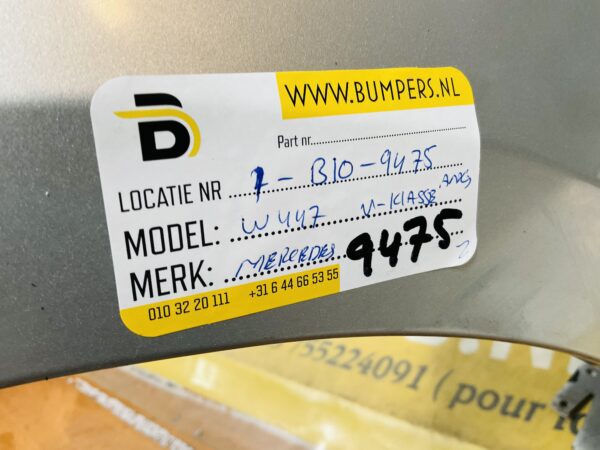 WWW.BUMPERS.NL
Part nr.
LOCATIE NR 1 - B10 - 9475
MODEL: W447 V-KLASSE
MERK: MERCEDES 9475
010 32 20 111 +31 6 44 66 53 55
55224091 ( pour